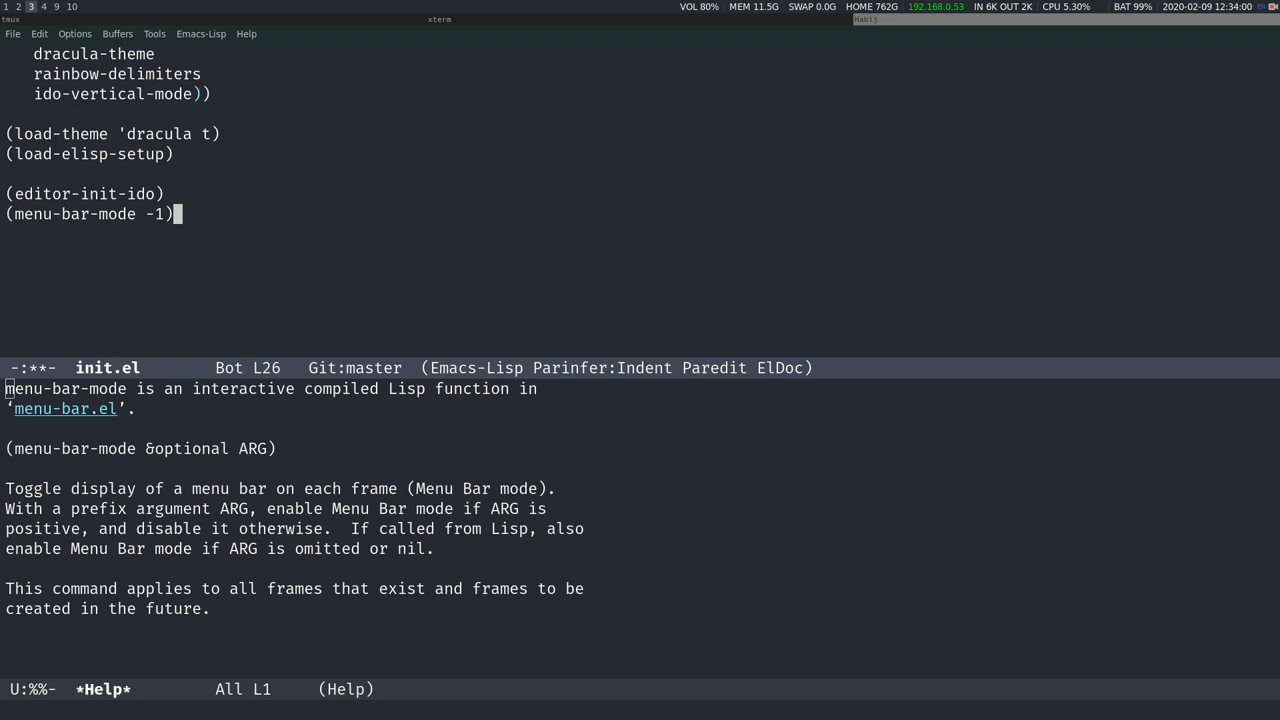 1 2 3 4 9 10 VOL 80% MEM 11.5G SWAP 0.0G HOME 762G 192.168.0.53 IN 6K OUT 2K CPU 5.30% BAT 99% 2020-02-09 12:34:00
tmux xterm
File Edit Options Buffers Tools Emacs-Lisp Help
dracula-theme
rainbow-delimiters
ido-vertical-mode))
(load-theme 'dracula t)
(load-elisp-setup)
(editor-init-ido)
(menu-bar-mode -1)
-:**- init.el Bot L26 Git:master (Emacs-Lisp Parinfer:Indent Paredit ElDoc)
menu-bar-mode is an interactive compiled Lisp function in
‘menu-bar.el’.
(menu-bar-mode &optional ARG)
Toggle display of a menu bar on each frame (Menu Bar mode).
With a prefix argument ARG, enable Menu Bar mode if ARG is
positive, and disable it otherwise.  If called from Lisp, also
enable Menu Bar mode if ARG is omitted or nil.
This command applies to all frames that exist and frames to be
created in the future.
U:%%- *Help* All L1 (Help)